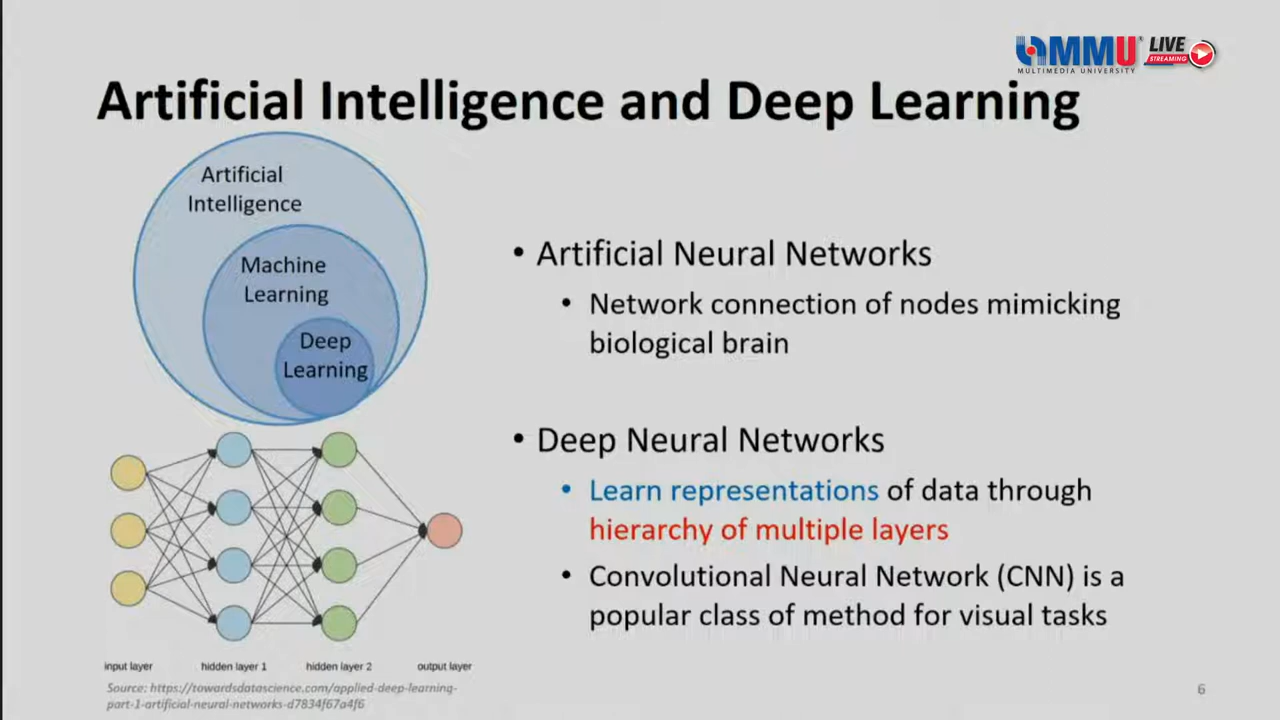 MMU LIVE
MULTIMEDIA UNIVERSITY STREAMING
Artificial Intelligence and Deep Learning
Artificial
Intelligence
Machine
Learning
Deep
Learning
input layer
hidden layer 1
hidden layer 2
output layer
Source: https://towardsdatascience.com/applied-deep-learning-
part-1-artificial-neural-networks-d7834f67a4f6
• Artificial Neural Networks
• Network connection of nodes mimicking
biological brain
• Deep Neural Networks
• Learn representations of data through
hierarchy of multiple layers
• Convolutional Neural Network (CNN) is a
popular class of method for visual tasks
6